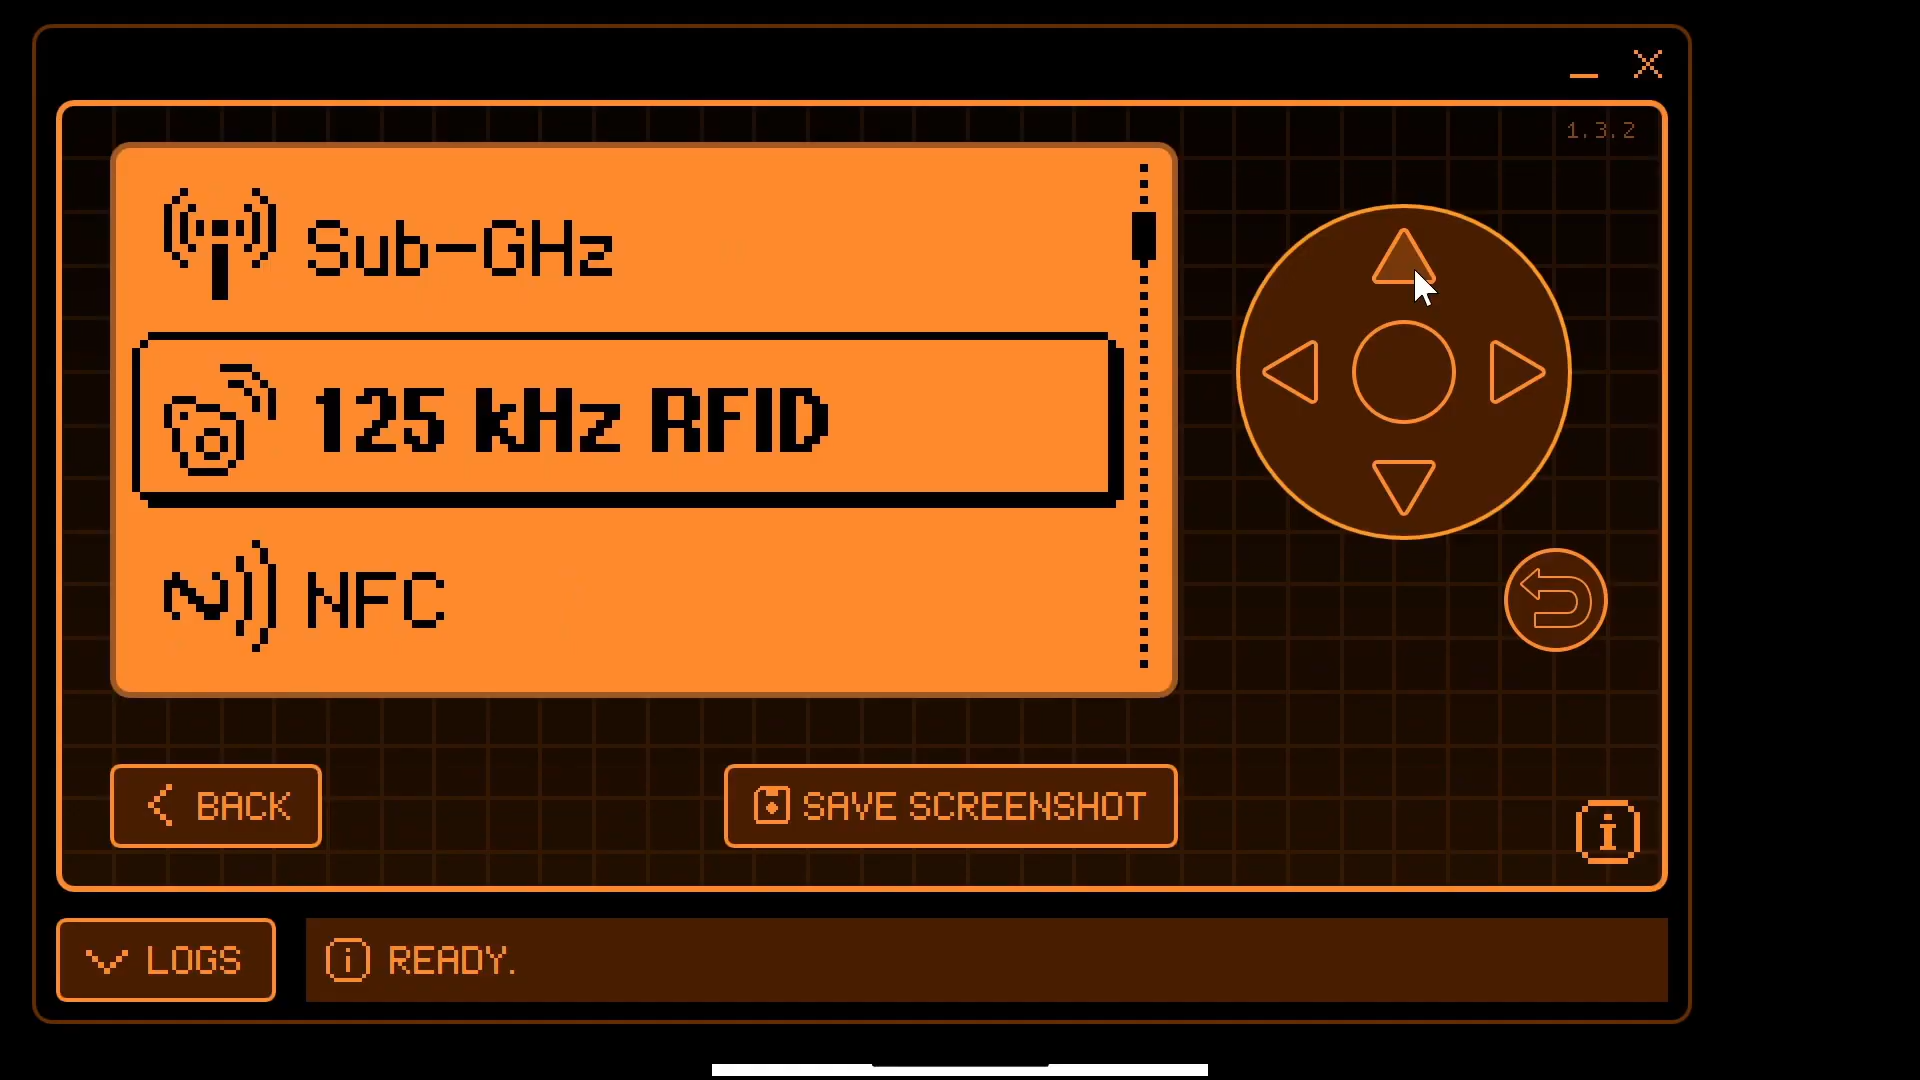 1.3.2
Sub-GHz
125 kHz RFID
NFC
BACK
SAVE SCREENSHOT
LOGS
READY.